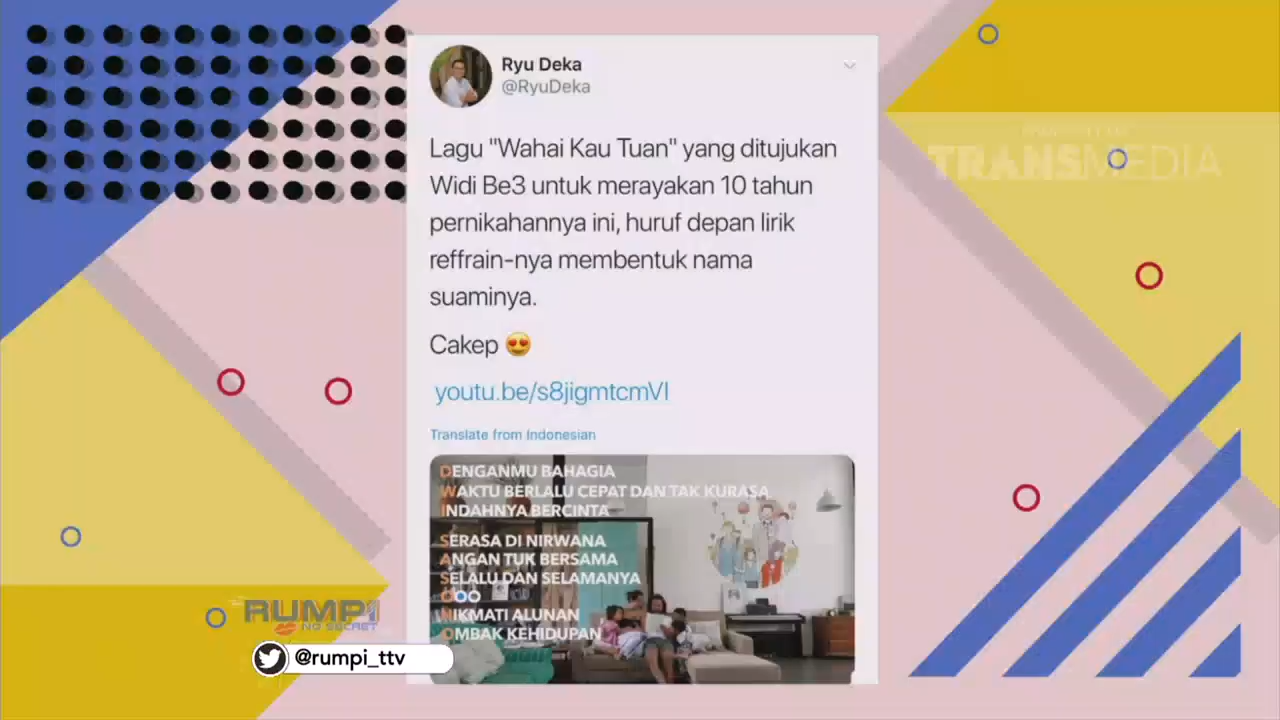 Ryu Deka
@RyuDeka
TRANSMEDIA
Lagu "Wahai Kau Tuan" yang ditujukan
Widi Be3 untuk merayakan 10 tahun
pernikahannya ini, huruf depan lirik
reffrain-nya membentuk nama
suaminya.
Cakep 😍
youtu.be/s8jigmtcmVI
Translate from Indonesian
DENGANMU BAHAGIA
WAKTU BERLALU CEPAT DAN TAK KURASA
INDAHNYA BERCINTA
SERASA DI NIRWANA
ANGAN TUK BERSAMA
SELALU DAN SELAMANYA
OOO
NIKMATI ALUNAN
OMBAK KEHIDUPAN
RUMPI
NO SECRET
@rumpi_ttv